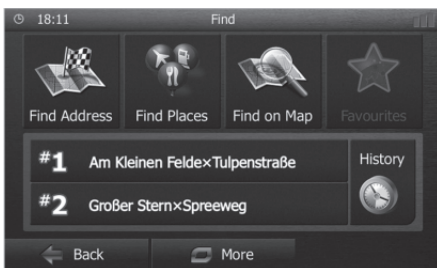 18:11 Find
Find Address Find Places Find on Map Favourites
#1 Am Kleinen Felde×Tulpenstraße History
#2 Großer Stern×Spreeweg
Back More